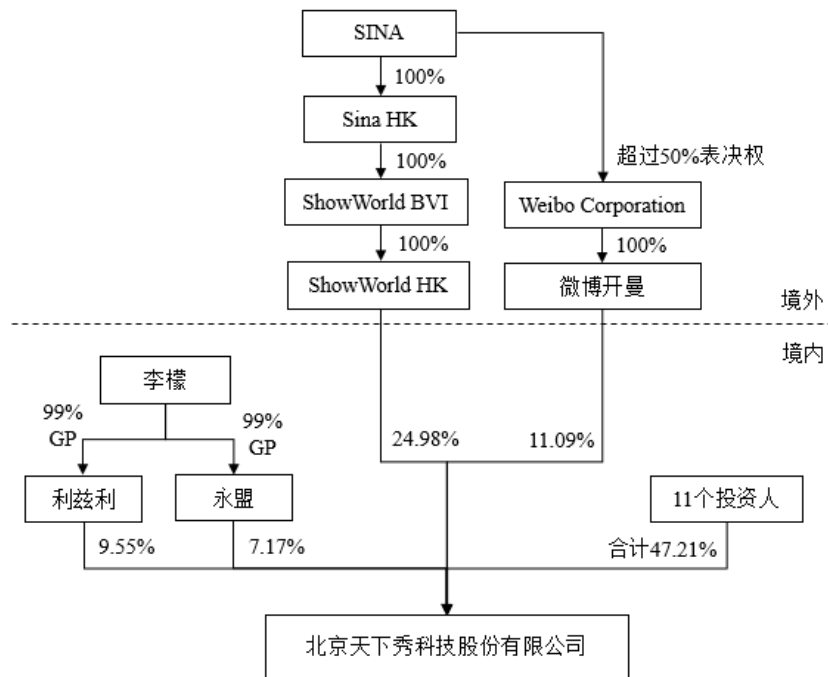 SINA
100%
Sina HK
100%
超过50%表决权
ShowWorld BVI
Weibo Corporation
100%
100%
ShowWorld HK
微博开曼
境外
境内
李檬
99%
GP
99%
GP
24.98%
11.09%
利兹利
永盟
11个投资人
9.55%
7.17%
合计47.21%
北京天下秀科技股份有限公司